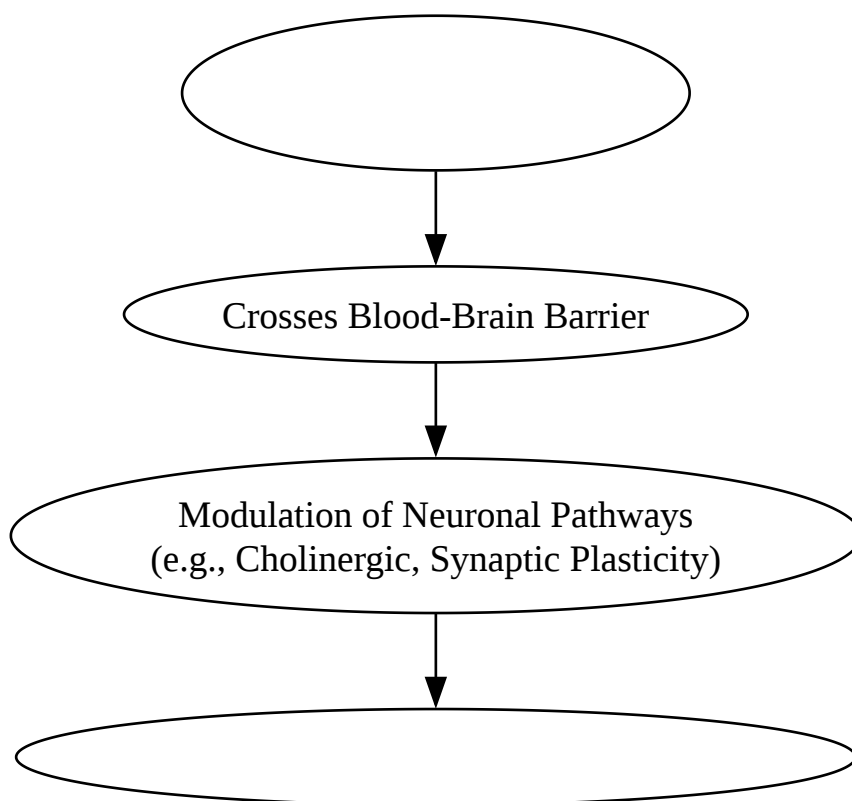 Crosses Blood-Brain Barrier
Modulation of Neuronal Pathways
(e.g., Cholinergic, Synaptic Plasticity)